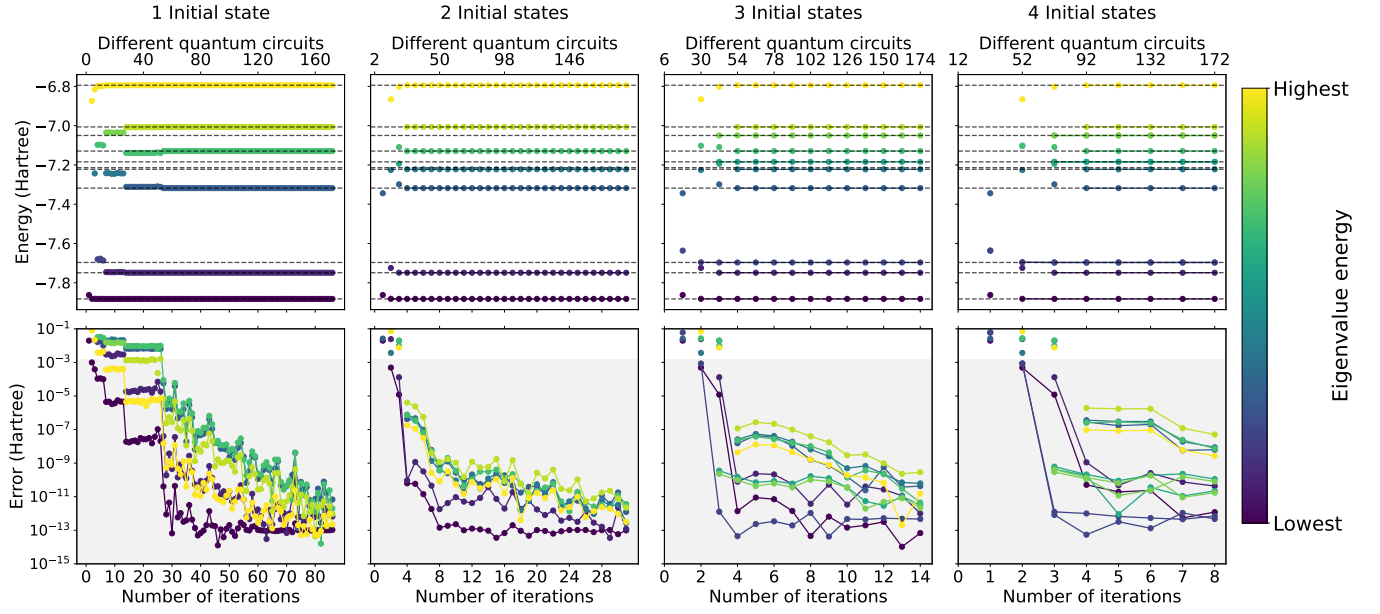 1 Initial state
2 Initial states
3 Initial states
4 Initial states
Different quantum circuits
Different quantum circuits
Different quantum circuits
Different quantum circuits
0 40 80 120 160
2 50 98 146
6 30 54 78 102 126 150 174
12 52 92 132 172
Energy (Hartree)
−6.8
−7.0
−7.2
−7.4
−7.6
−7.8
Error (Hartree)
10⁻¹
10⁻³
10⁻⁵
10⁻⁷
10⁻⁹
10⁻¹¹
10⁻¹³
10⁻¹⁵
0 10 20 30 40 50 60 70 80
0 4 8 12 16 20 24 28
0 2 4 6 8 10 12 14
0 1 2 3 4 5 6 7 8
Number of iterations
Number of iterations
Number of iterations
Number of iterations
Highest
Lowest
Eigenvalue energy